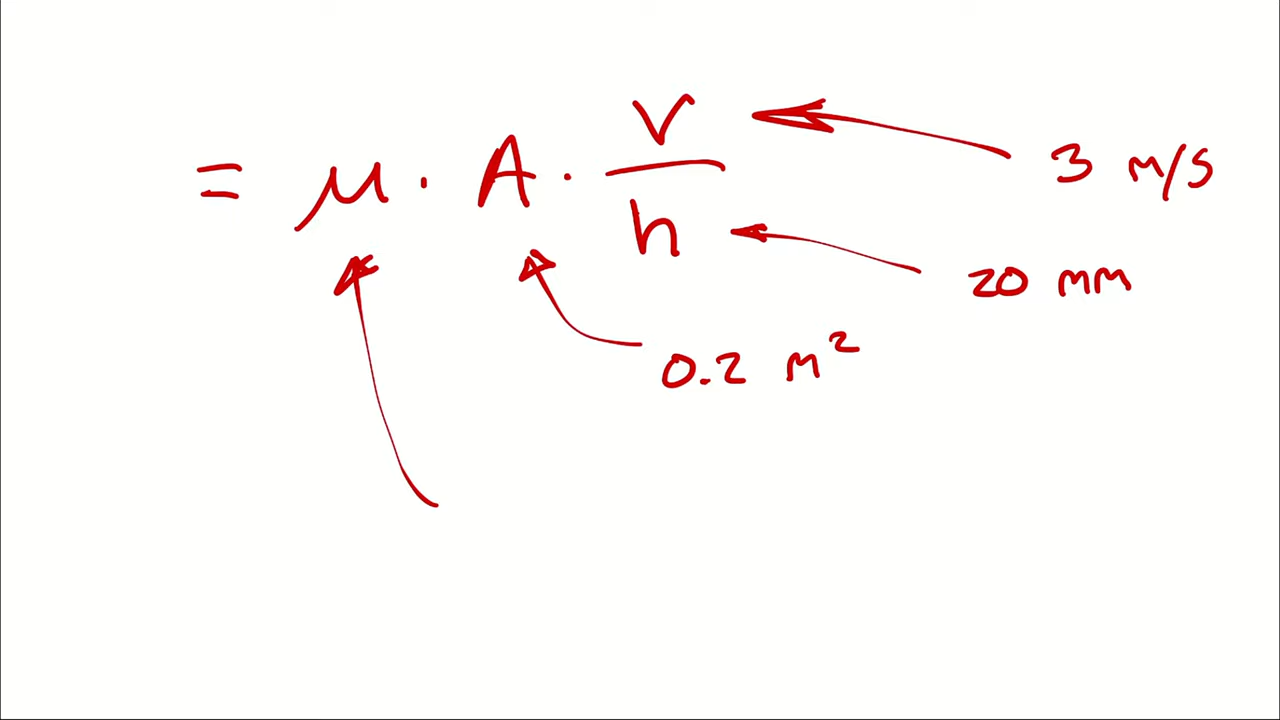 = μ · A · v/h
3 m/s
20 mm
0.2 m²